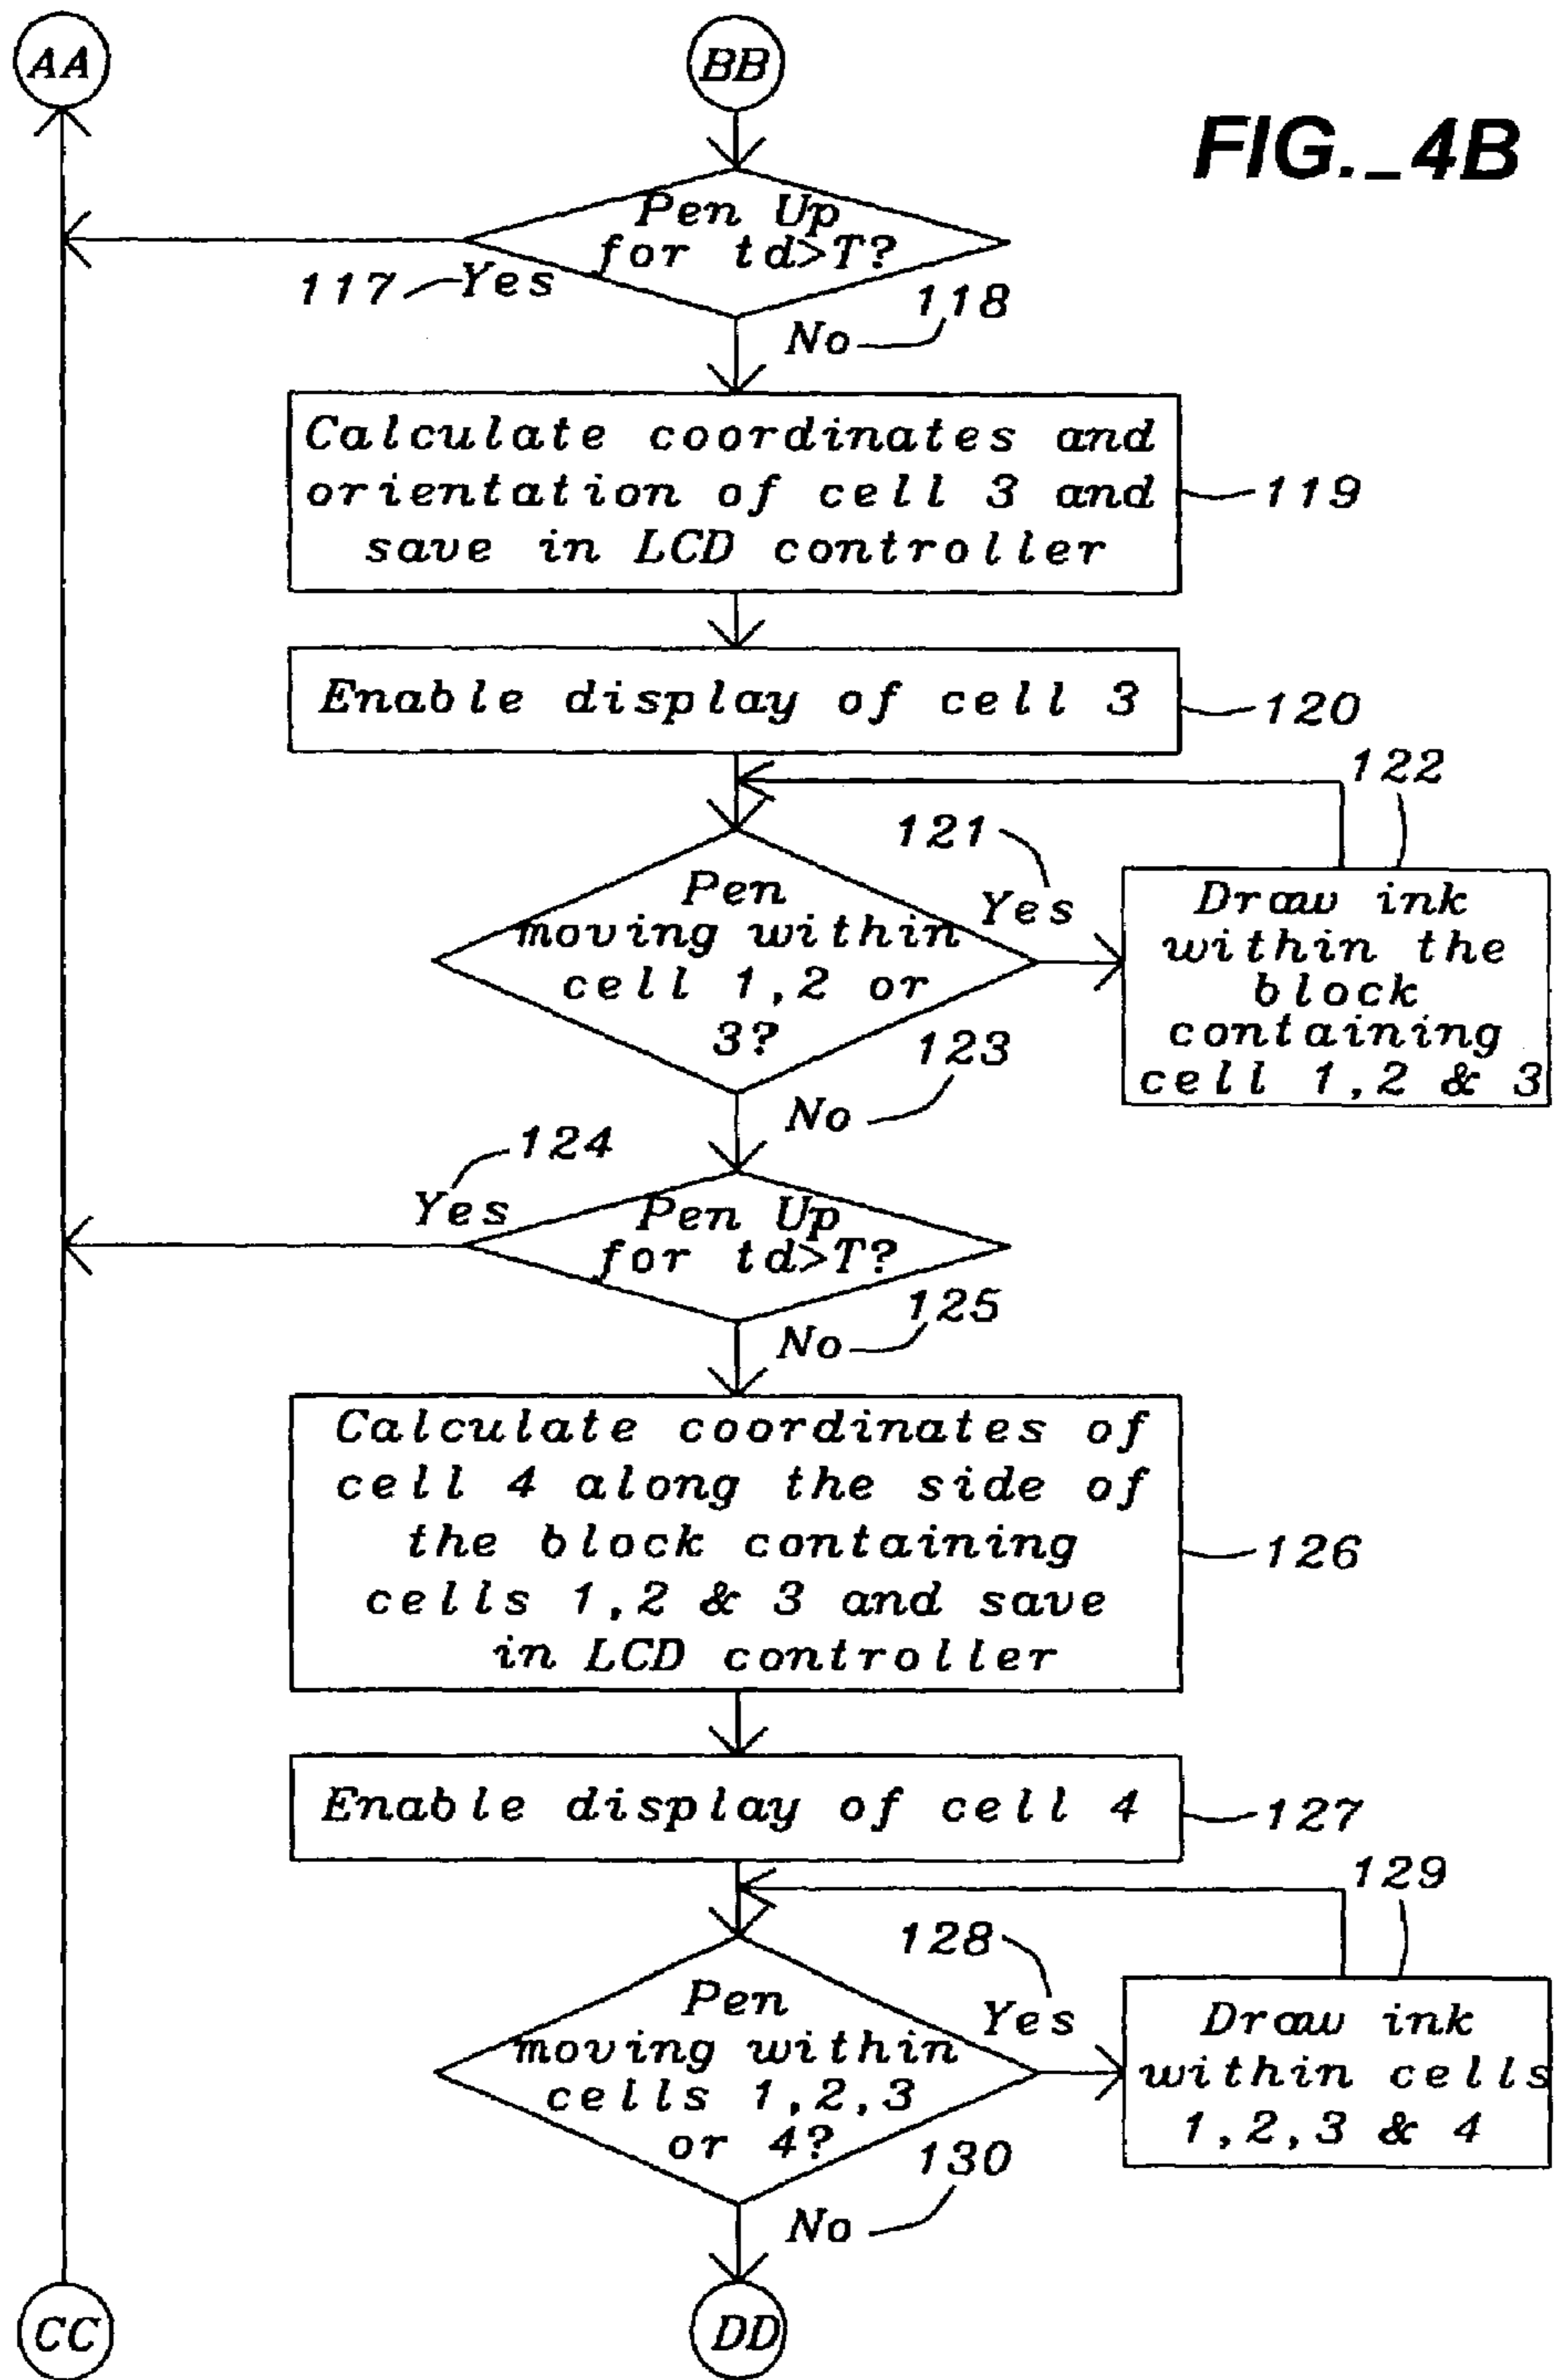 AA
BB
FIG._4B
Pen Up
for td>T?
117
Yes
118
No
Calculate coordinates and
orientation of cell 3 and
save in LCD controller
119
Enable display of cell 3
120
122
121
Yes
Pen
moving within
cell 1,2 or
3?
Draw ink
within the
block
containing
cell 1,2 & 3
123
No
124
Yes
Pen Up
for td>T?
125
No
Calculate coordinates of
cell 4 along the side of
the block containing
cells 1,2 & 3 and save
in LCD controller
126
Enable display of cell 4
127
129
128
Yes
Pen
moving within
cells 1,2,3
or 4?
Draw ink
within cells
1,2,3 & 4
130
No
CC
DD